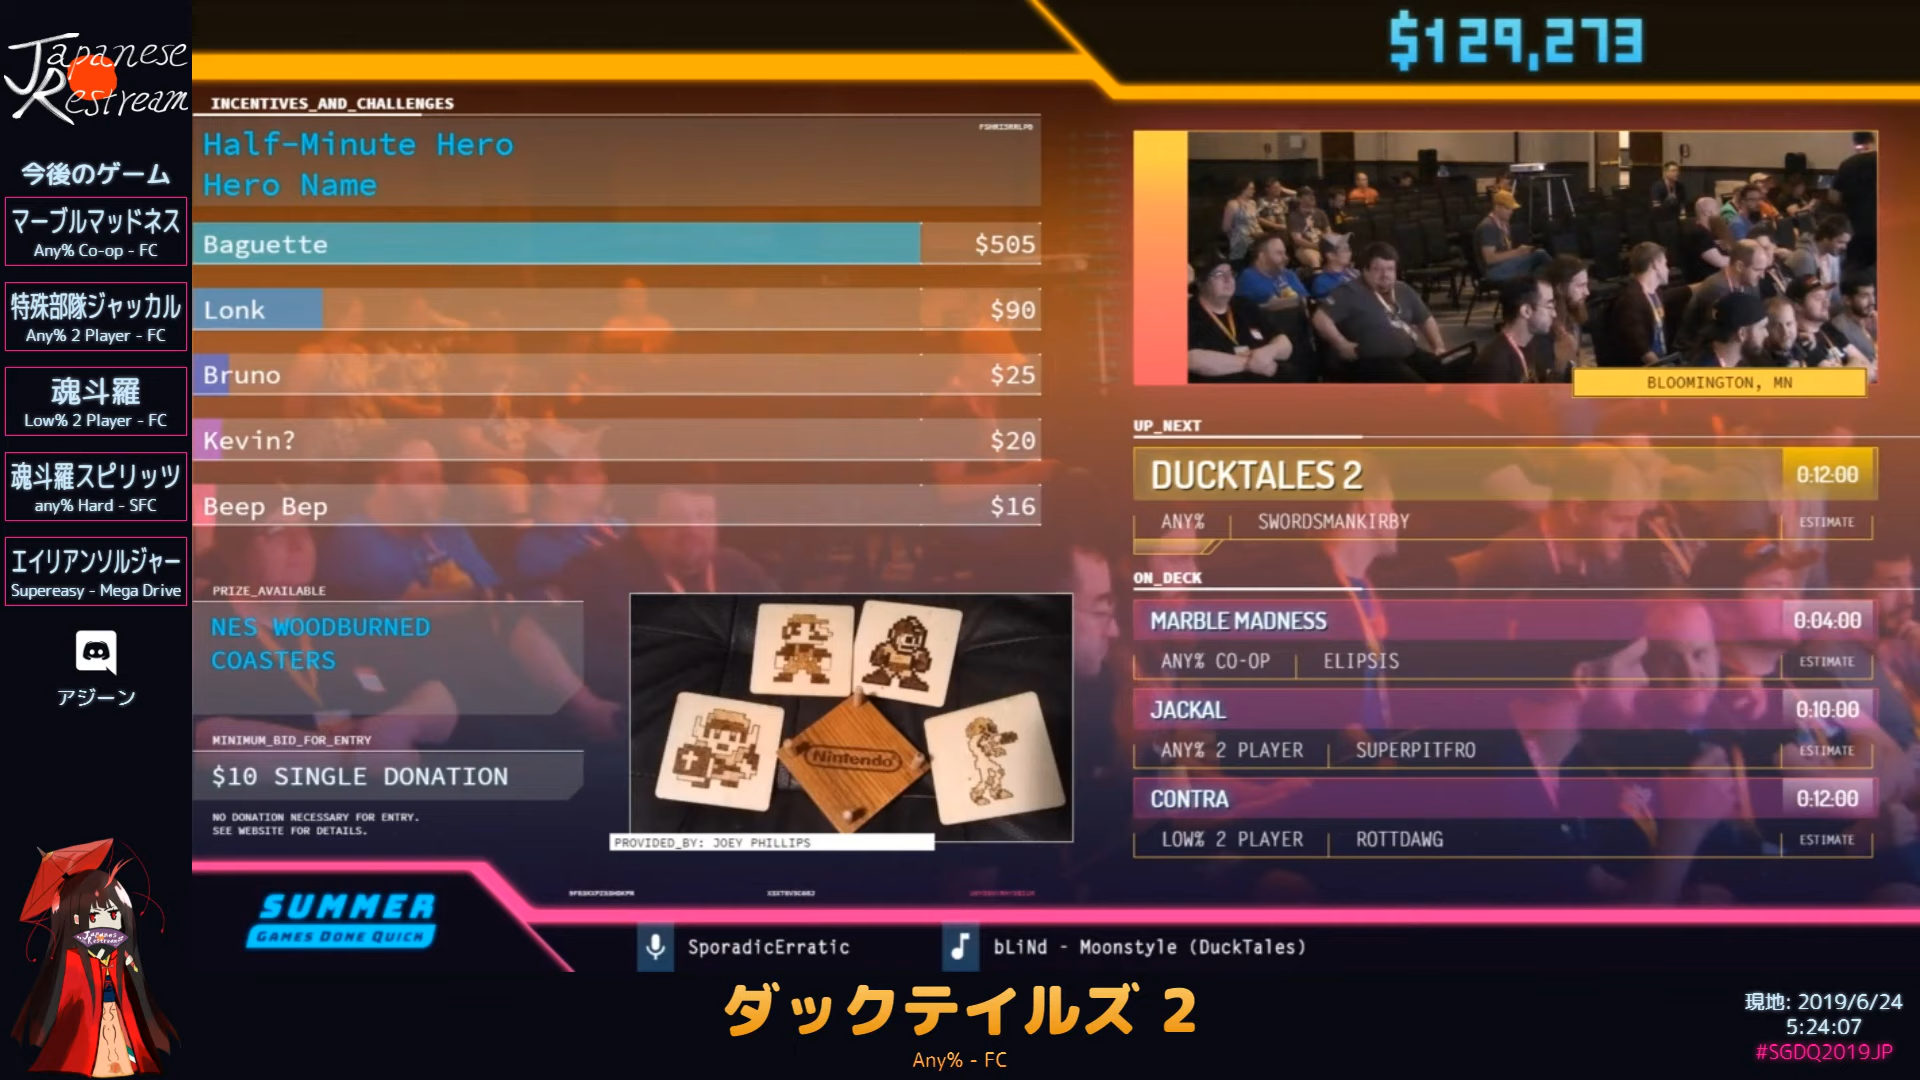 Japanese
Restream
今後のゲーム
マーブルマッドネス
Any% Co-op - FC
特殊部隊ジャッカル
Any% 2 Player - FC
魂斗羅
Low% 2 Player - FC
魂斗羅スピリッツ
any% Hard - SFC
エイリアンソルジャー
Supereasy - Mega Drive
アジーン
$129,273
INCENTIVES_AND_CHALLENGES
Half-Minute Hero
Hero Name
Baguette $505
Lonk $90
Bruno $25
Kevin? $20
Beep Bep $16
PRIZE_AVAILABLE
NES WOODBURNED
COASTERS
MINIMUM_BID_FOR_ENTRY
$10 SINGLE DONATION
NO DONATION NECESSARY FOR ENTRY.
SEE WEBSITE FOR DETAILS.
Nintendo
PROVIDED_BY: JOEY PHILLIPS
BLOOMINGTON, MN
UP_NEXT
DUCKTALES 2 0:12:00
ANY% SWORDSMANKIRBY ESTIMATE
ON_DECK
MARBLE MADNESS 0:04:00
ANY% CO-OP ELIPSIS ESTIMATE
JACKAL 0:10:00
ANY% 2 PLAYER SUPERPITFRO ESTIMATE
CONTRA 0:12:00
LOW% 2 PLAYER ROTTDAWG ESTIMATE
SUMMER
GAMES DONE QUICK
SporadicErratic
bLiNd - Moonstyle (DuckTales)
ダックテイルズ 2
Any% - FC
現地: 2019/6/24
5:24:07
#SGDQ2019JP